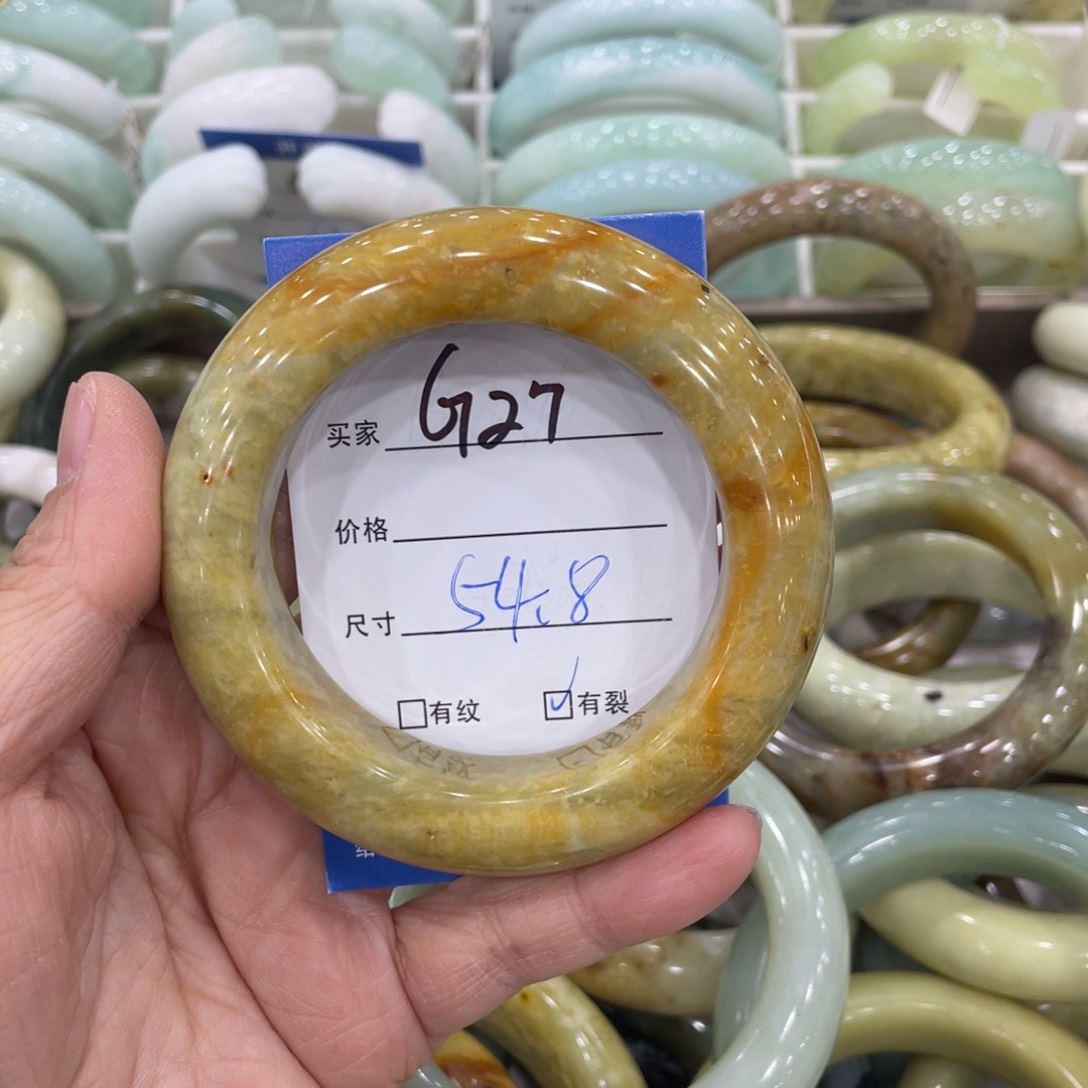 买家 G27
价格
尺寸 54.8
□有纹 ☑有裂